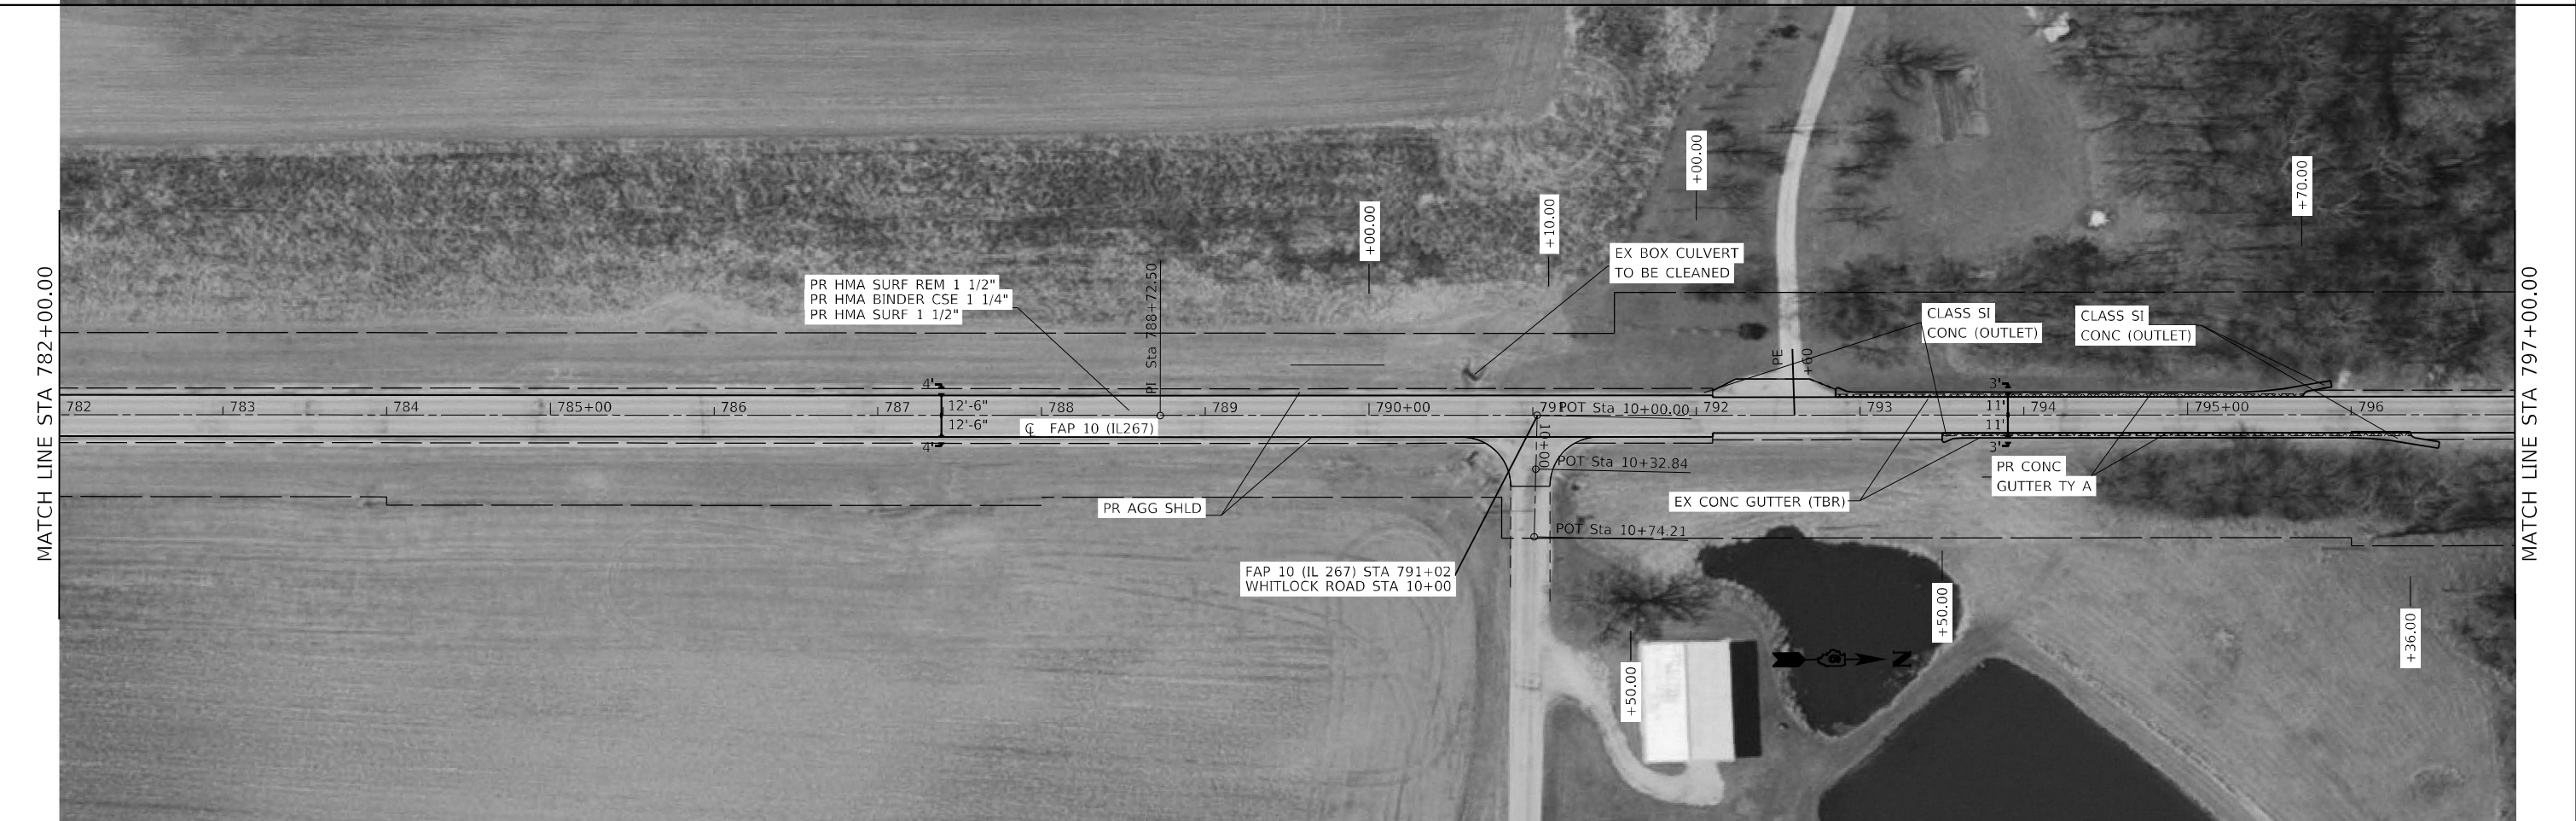 MATCH LINE STA 782+00.00
MATCH LINE STA 797+00.00
+00.00
+10.00
+00.00
+70.00
EX BOX CULVERT
TO BE CLEANED
PR HMA SURF REM 1 1/2"
PR HMA BINDER CSE 1 1/4"
PR HMA SURF 1 1/2"
PI Sta 788+72.50
CLASS SI
CONC (OUTLET)
CLASS SI
CONC (OUTLET)
PE
+60
4'
3'
782
783
784
785+00
786
787
12'-6"
788
789
790+00
791
POT Sta 10+00.00
792
793
11'
794
795+00
796
12'-6"
℄ FAP 10 (IL267)
11'
4'
3'
10+00
POT Sta 10+32.84
PR CONC
GUTTER TY A
EX CONC GUTTER (TBR)
PR AGG SHLD
POT Sta 10+74.21
FAP 10 (IL 267) STA 791+02
WHITLOCK ROAD STA 10+00
+50.00
+50.00
+36.00
N